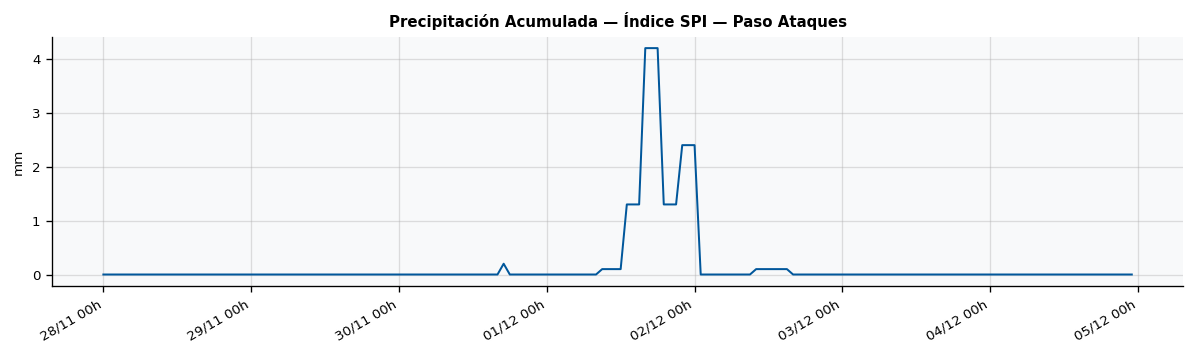 Precipitación Acumulada — Índice SPI — Paso Ataques
mm
4
3
2
1
0
28/11 00h
29/11 00h
30/11 00h
01/12 00h
02/12 00h
03/12 00h
04/12 00h
05/12 00h